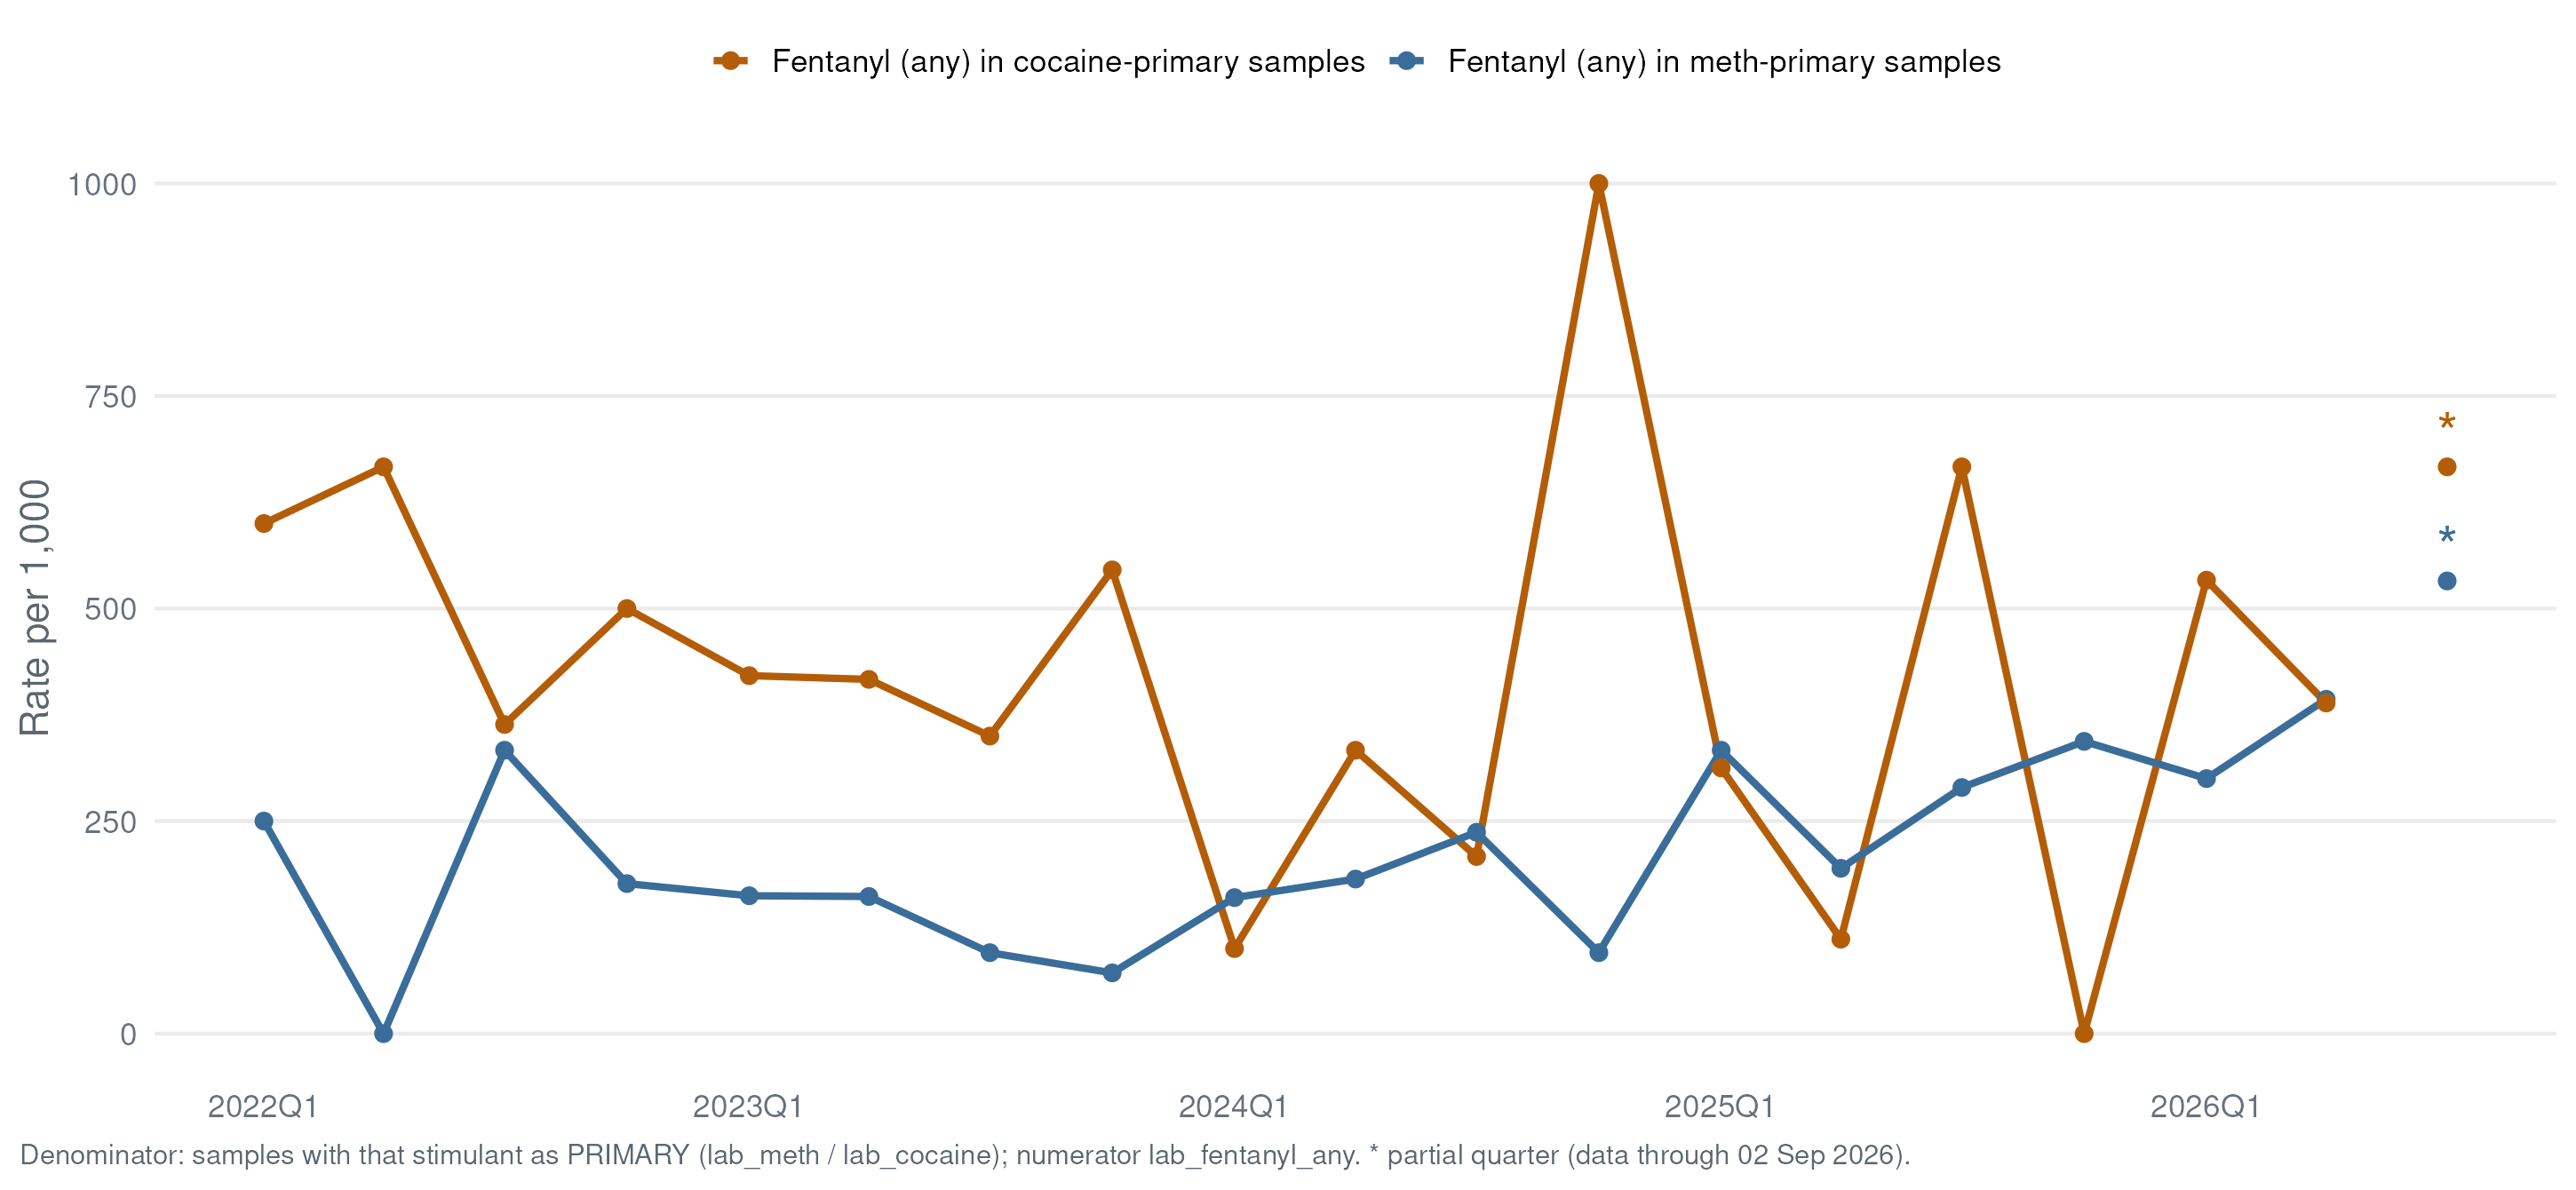 Fentanyl (any) in cocaine-primary samples Fentanyl (any) in meth-primary samples
Rate per 1,000
1000
750
500
250
0
*
*
2022Q1 2023Q1 2024Q1 2025Q1 2026Q1
Denominator: samples with that stimulant as PRIMARY (lab_meth / lab_cocaine); numerator lab_fentanyl_any. * partial quarter (data through 02 Sep 2026).